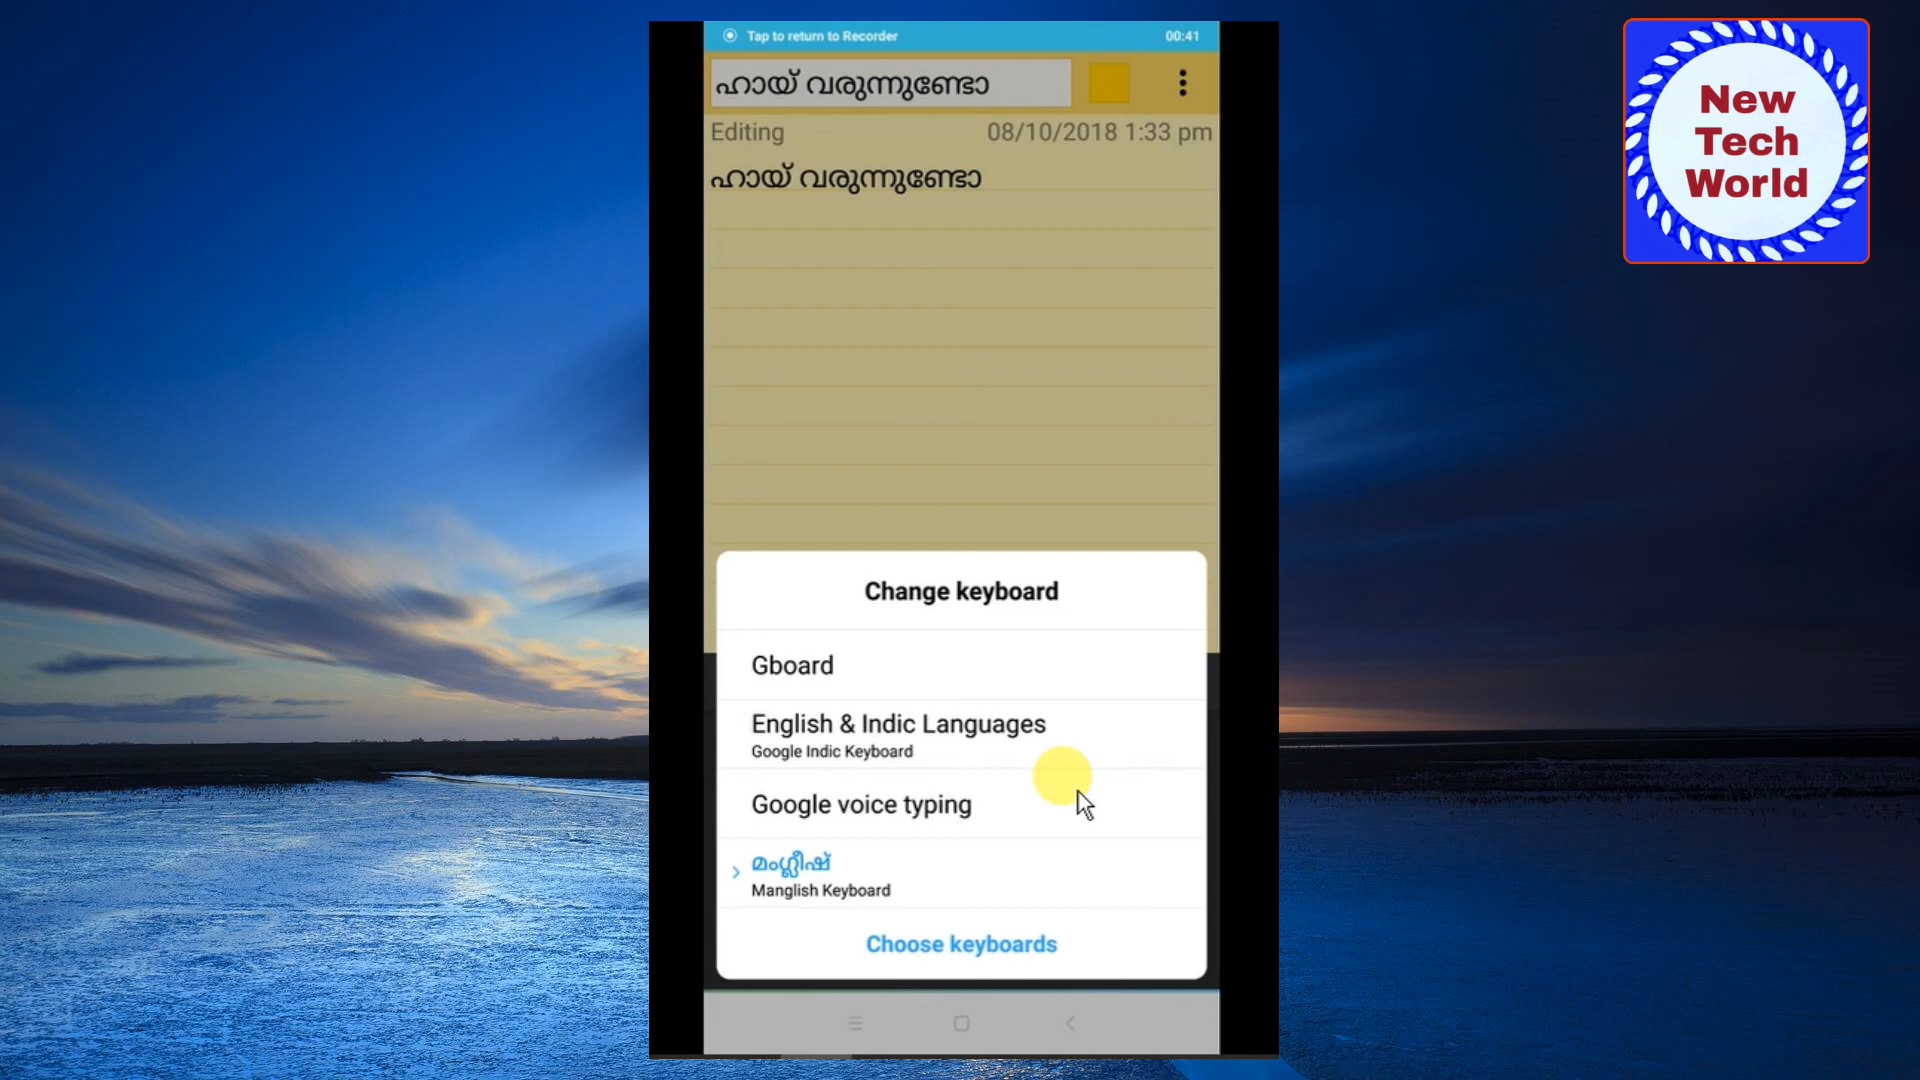 Tap to return to Recorder 00:41
ഹായ് വരുന്നുണ്ടോ
Editing 08/10/2018 1:33 pm
ഹായ് വരുന്നുണ്ടോ
Change keyboard
Gboard
English & Indic Languages
Google Indic Keyboard
Google voice typing
മംഗ്ലീഷ്
Manglish Keyboard
Choose keyboards
New
Tech
World